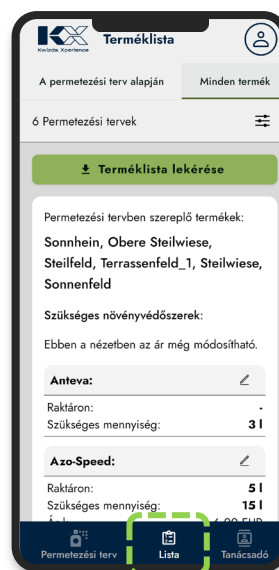 KX
Kwizda Xperience
Terméklista
A permetezési terv alapján
Minden termék
6 Permetezési tervek
Terméklista lekérése
Permetezési tervben szereplő termékek:
Sonnhein, Obere Steilwiese,
Steilfeld, Terrassenfeld_1, Steilwiese,
Sonnenfeld
Szükséges növényvédőszerek:
Ebben a nézetben az ár még módosítható.
Anteva:
Raktáron: -
Szükséges mennyiség: 3 l
Azo-Speed:
Raktáron: 5 l
Szükséges mennyiség: 15 l
Permetezési terv
Lista
Tanácsadó